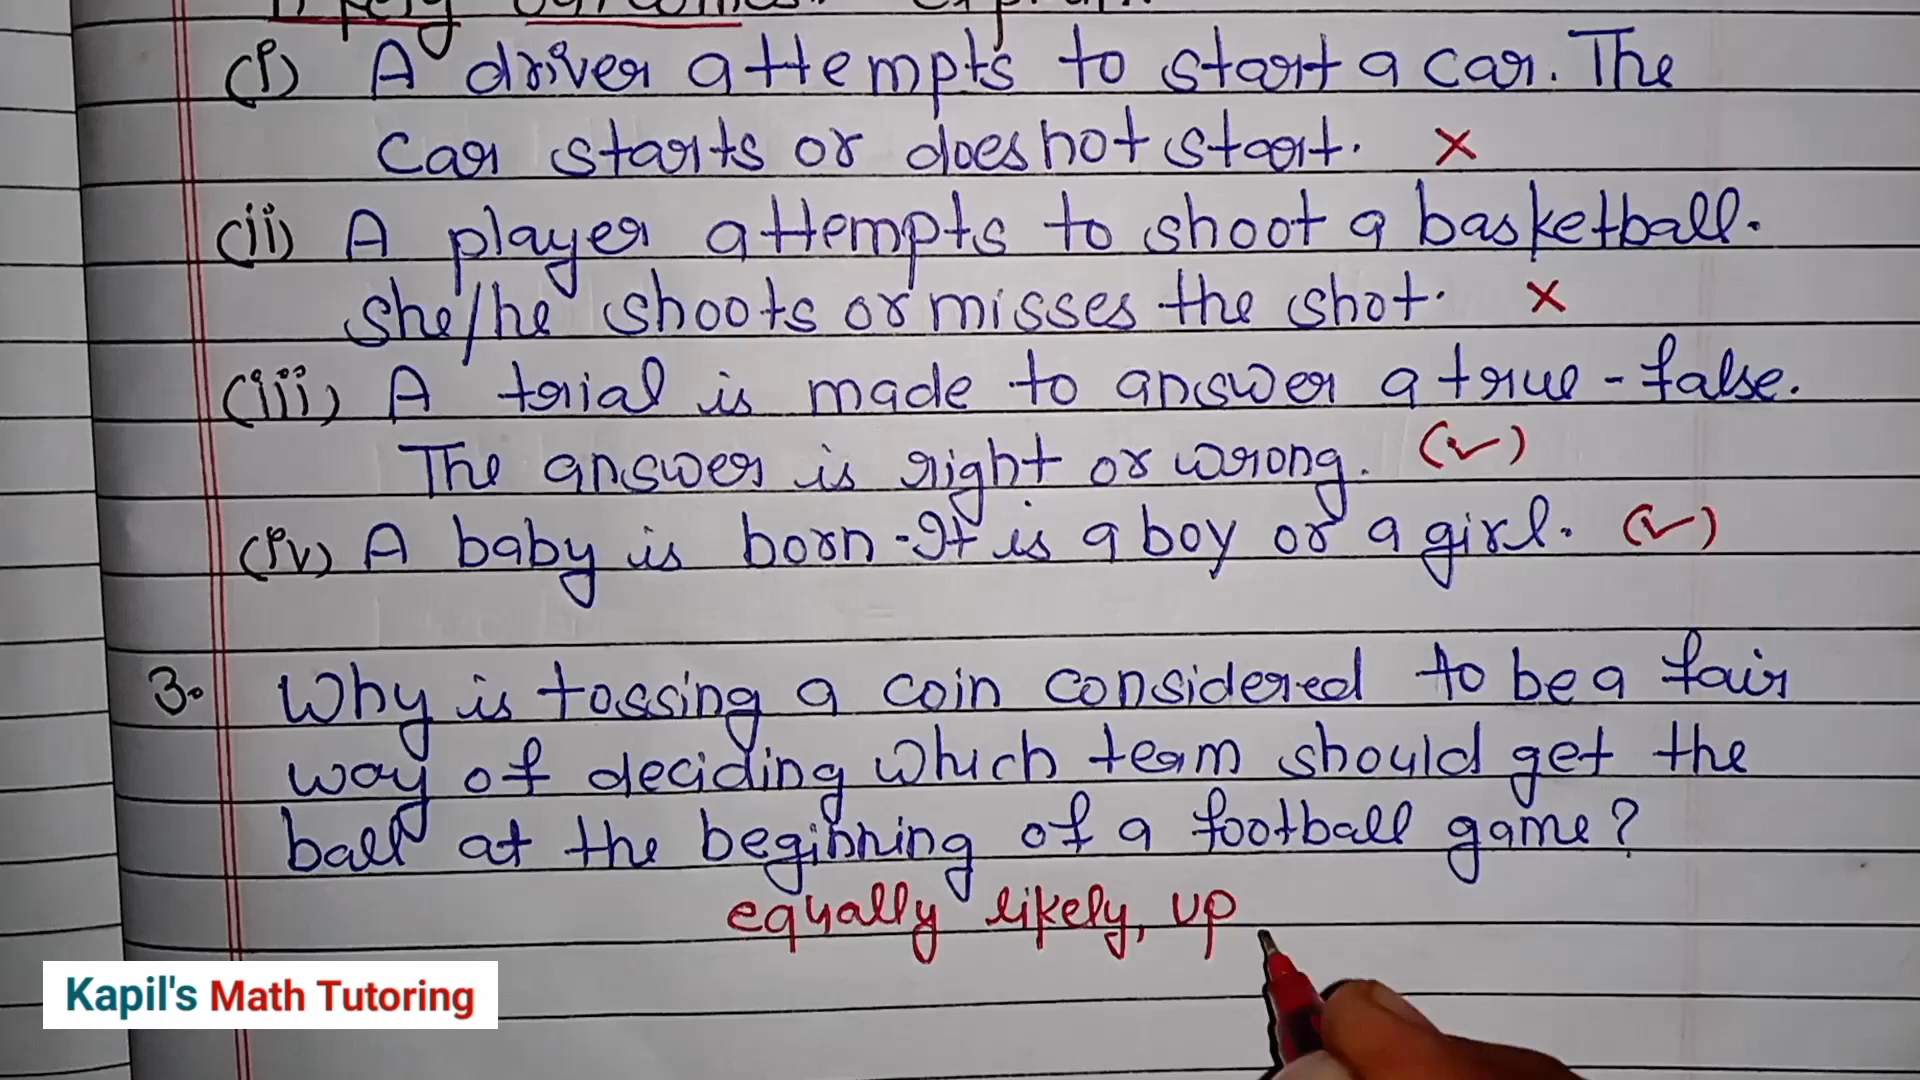 (i) A driver attempts to start a car. The
car starts or does not start. ×
(ii) A player attempts to shoot a basketball.
she/he shoots or misses the shot. ×
(iii) A trial is made to answer a true-false.
The answer is right or wrong. (✓)
(iv) A baby is born. It is a boy or a girl. (✓)
3. Why is tossing a coin considered to be a fair
way of deciding which team should get the
ball at the beginning of a football game?
equally likely, up
Kapil's Math Tutoring